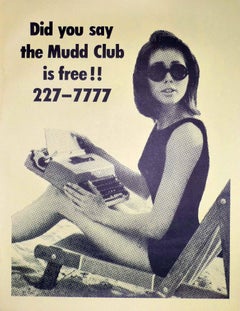 Did you say
the Mudd Club
is free!!
227-7777